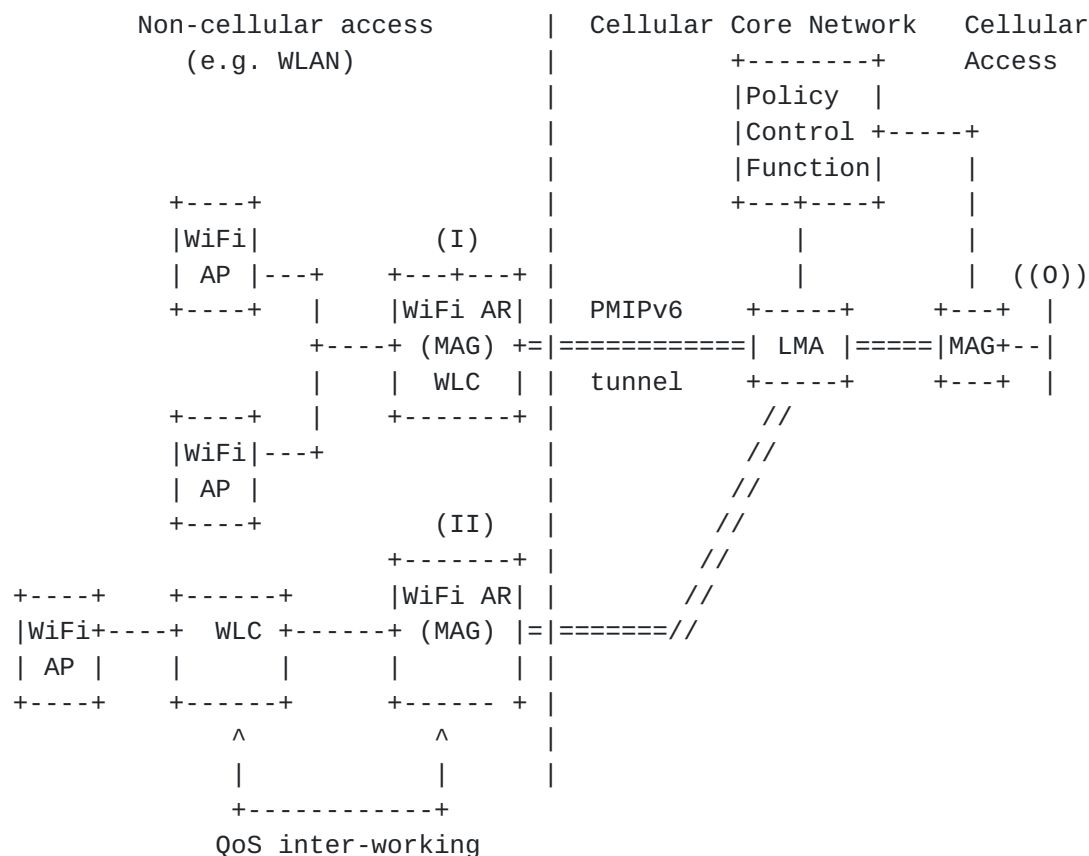 Non-cellular access | Cellular Core Network Cellular
(e.g. WLAN) | +--------+ Access
| |Policy |
| |Control +-----+
| |Function| |
+----+ | +---+----+ |
|WiFi| (I) | | |
| AP |---+ +---+---+ | | | ((O))
+----+ | |WiFi AR| | PMIPv6 +-----+ +---+ |
+----+ (MAG) +=|============| LMA |=====|MAG+--|
| | WLC | | tunnel +-----+ +---+ |
+----+ | +-------+ | //
|WiFi|---+ | //
| AP | | //
+----+ (II) | //
+-------+ | //
+----+ +------+ |WiFi AR| | //
|WiFi+----+ WLC +------+ (MAG) |=|=======//
| AP | | | | | |
+----+ +------+ +------ + |
^ ^ |
| | |
+------------+
QoS inter-working